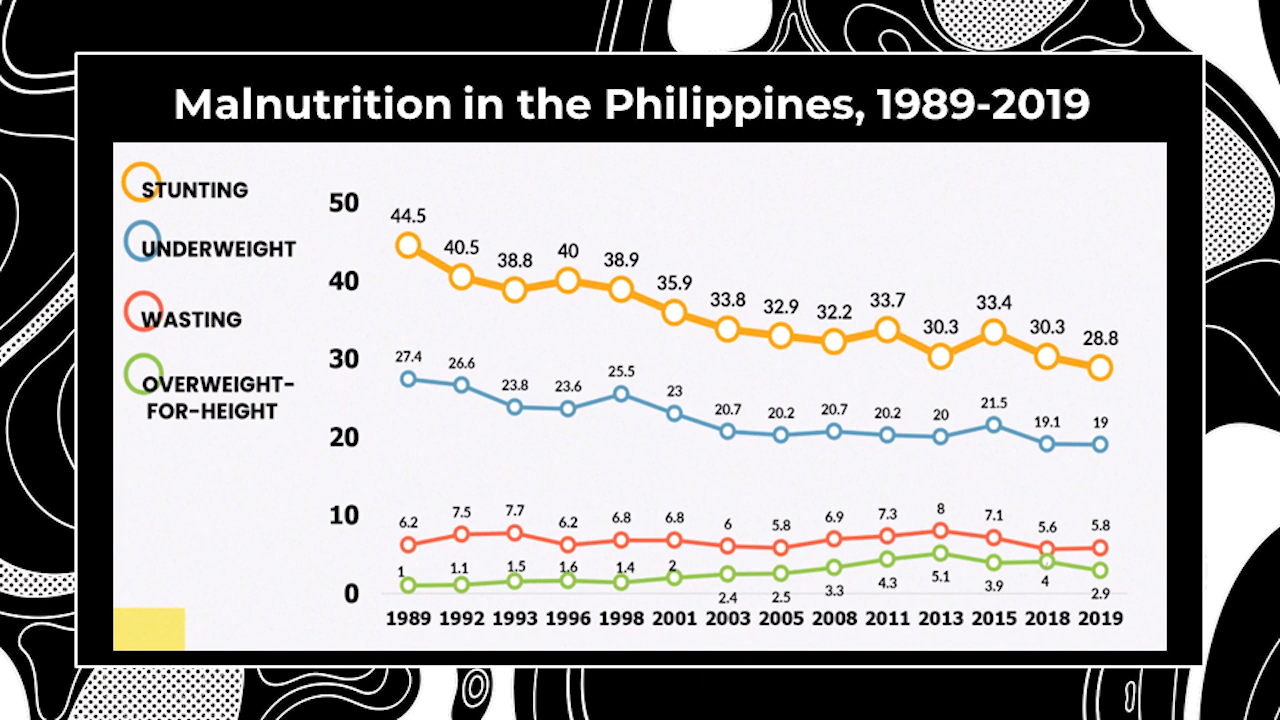 Malnutrition in the Philippines, 1989-2019
STUNTING
UNDERWEIGHT
WASTING
OVERWEIGHT-
FOR-HEIGHT
50
40
30
20
10
0
44.5 40.5 38.8 40 38.9 35.9 33.8 32.9 32.2 33.7 30.3 33.4 30.3 28.8
27.4 26.6 23.8 23.6 25.5 23 20.7 20.2 20.7 20.2 20 21.5 19.1 19
6.2 7.5 7.7 6.2 6.8 6.8 6 5.8 6.9 7.3 8 7.1 5.6 5.8
1 1.1 1.5 1.6 1.4 2 2.4 2.5 3.3 4.3 5.1 3.9 4 2.9
1989 1992 1993 1996 1998 2001 2003 2005 2008 2011 2013 2015 2018 2019